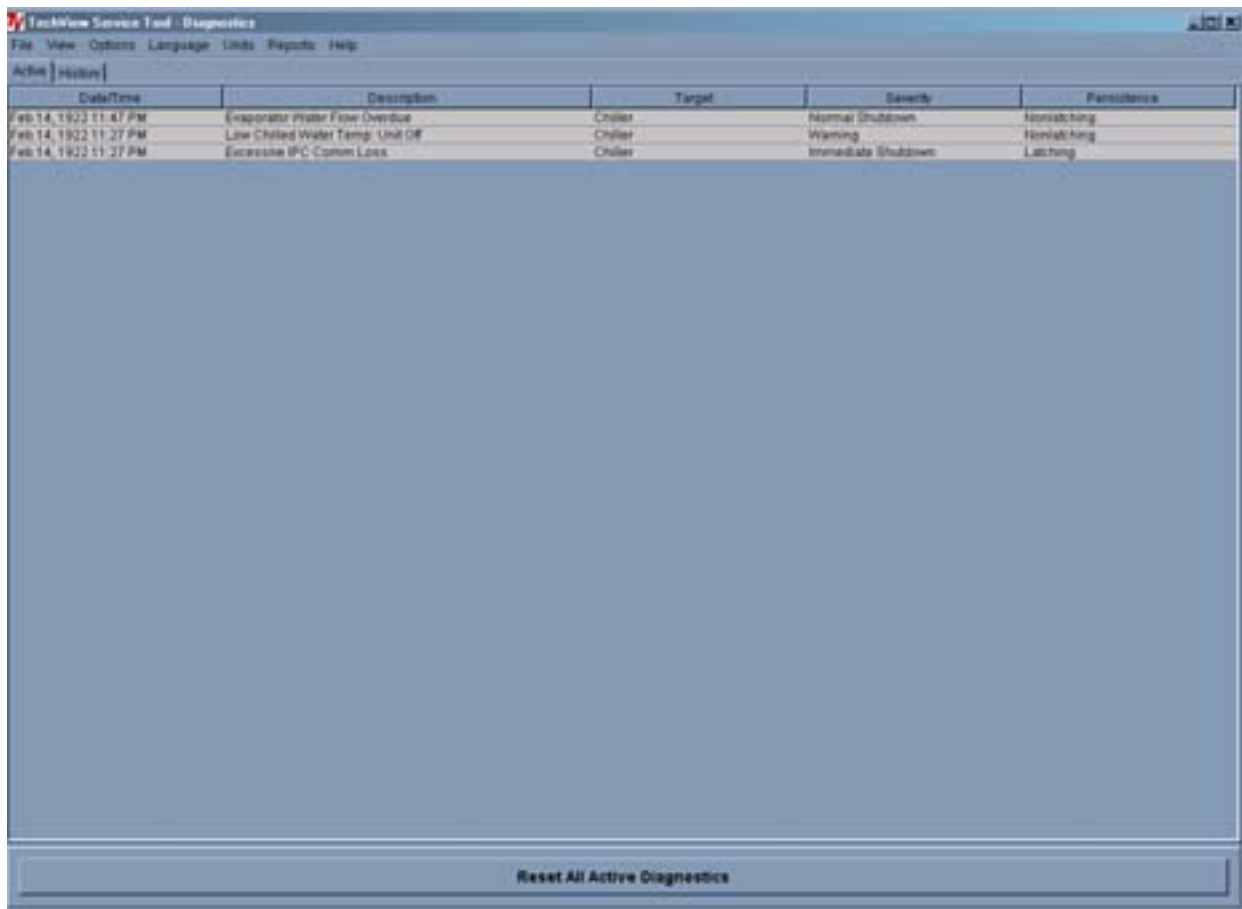 TechView Service Tool - Diagnostics
File View Options Language Units Reports Help
Active History
Date/Time Description Target Severity Persistence
Feb 14, 1922 11:47 PM Evaporator Water Flow Overdue Chiller Normal Shutdown Nonlatching
Feb 14, 1922 11:27 PM Low Chilled Water Temp: Unit Off Chiller Warning Nonlatching
Feb 14, 1922 11:27 PM Excessive IPC Comm Loss Chiller Immediate Shutdown Latching
Reset All Active Diagnostics